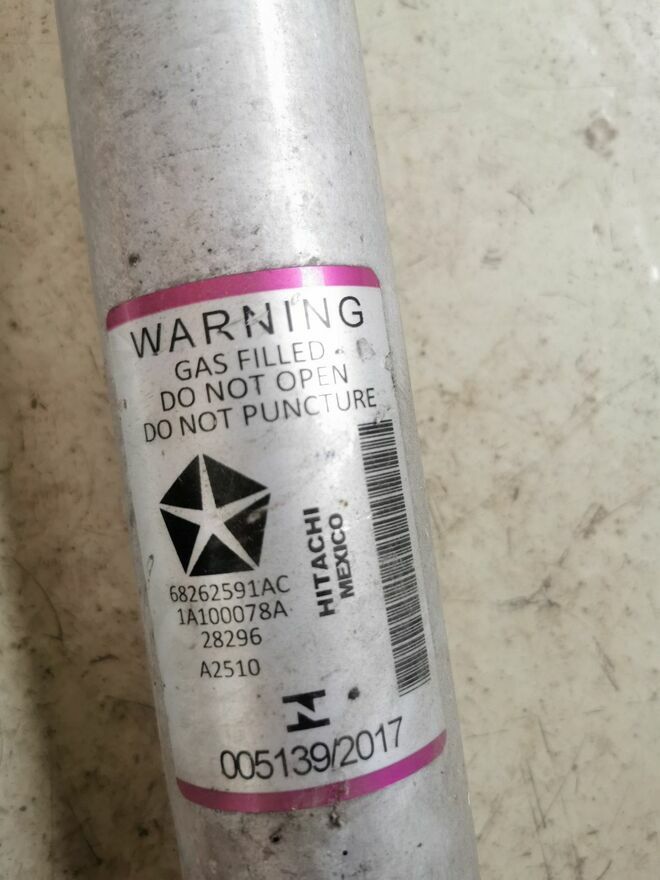 WARNING
GAS FILLED
DO NOT OPEN
DO NOT PUNCTURE
68262591AC
1A100078A
28296
A2510
HITACHI
MEXICO
005139/2017